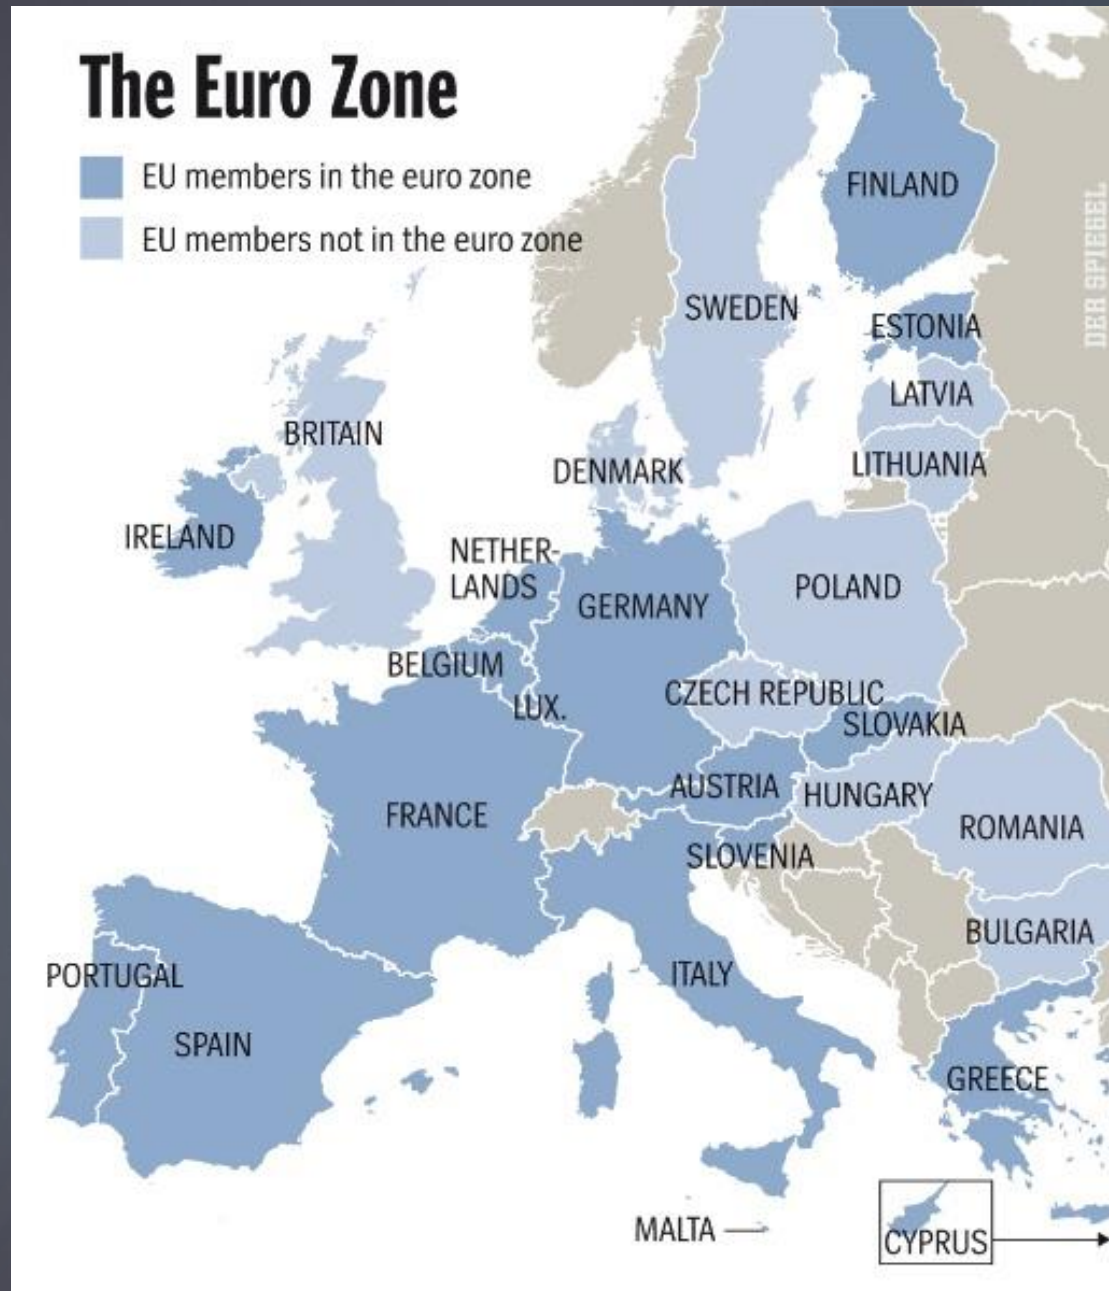 The Euro Zone
EU members in the euro zone
EU members not in the euro zone
FINLAND
DER SPIEGEL
SWEDEN
ESTONIA
LATVIA
BRITAIN
LITHUANIA
DENMARK
IRELAND
NETHER-
LANDS
GERMANY
POLAND
BELGIUM
CZECH REPUBLIC
LUX.
SLOVAKIA
AUSTRIA
HUNGARY
FRANCE
ROMANIA
SLOVENIA
BULGARIA
ITALY
PORTUGAL
SPAIN
GREECE
MALTA
CYPRUS